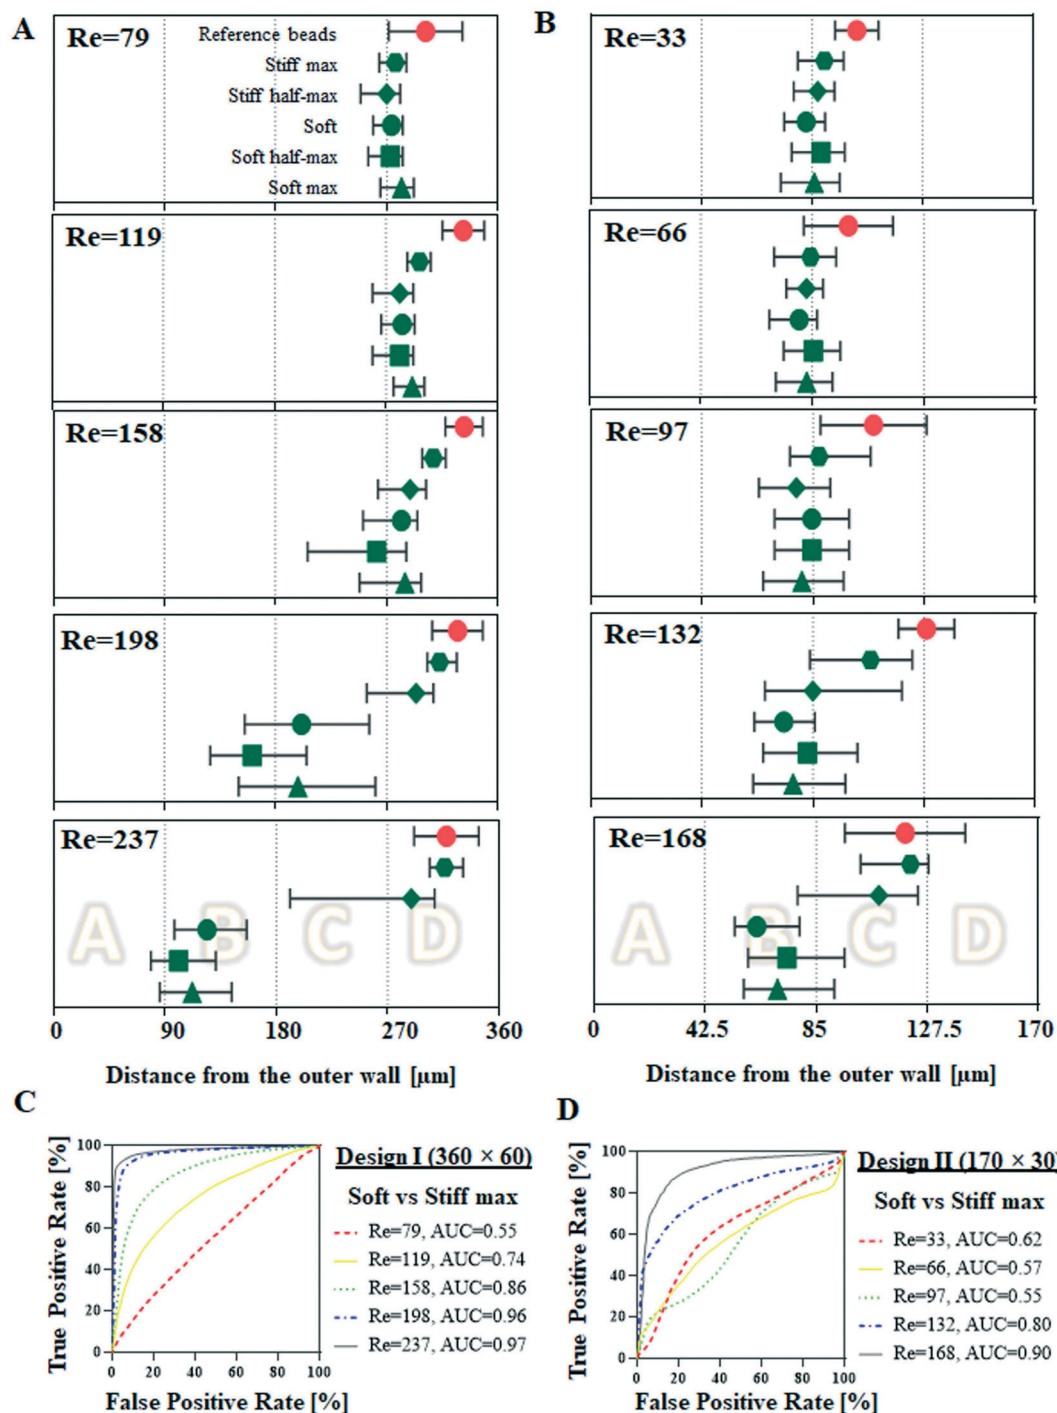 A
Re=79
Reference beads
Stiff max
Stiff half-max
Soft
Soft half-max
Soft max
Re=119
Re=158
Re=198
Re=237
A B C D
0 90 180 270 360
Distance from the outer wall [μm]
B
Re=33
Re=66
Re=97
Re=132
Re=168
A B C D
0 42.5 85 127.5 170
Distance from the outer wall [μm]
C
True Positive Rate [%]
100
80
60
40
20
0
0 20 40 60 80 100
False Positive Rate [%]
Design I (360 × 60)
Soft vs Stiff max
Re=79, AUC=0.55
Re=119, AUC=0.74
Re=158, AUC=0.86
Re=198, AUC=0.96
Re=237, AUC=0.97
D
True Positive Rate [%]
100
80
60
40
20
0
0 20 40 60 80 100
False Positive Rate [%]
Design II (170 × 30)
Soft vs Stiff max
Re=33, AUC=0.62
Re=66, AUC=0.57
Re=97, AUC=0.55
Re=132, AUC=0.80
Re=168, AUC=0.90